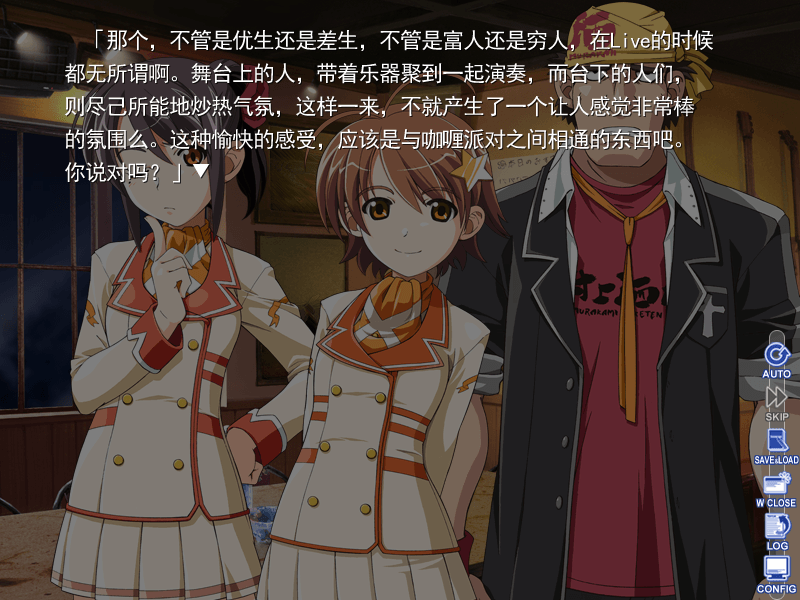 「那个，不管是优生还是差生，不管是富人还是穷人，在Live的时候
都无所谓啊。舞台上的人，带着乐器聚到一起演奏，而台下的人们，
则尽己所能地炒热气氛，这样一来，不就产生了一个让人感觉非常棒
的氛围么。这种愉快的感受，应该是与咖喱派对之间相通的东西吧。
你说对吗？」▼
AUTO
SKIP
SAVE&LOAD
W CLOSE
LOG
CONFIG